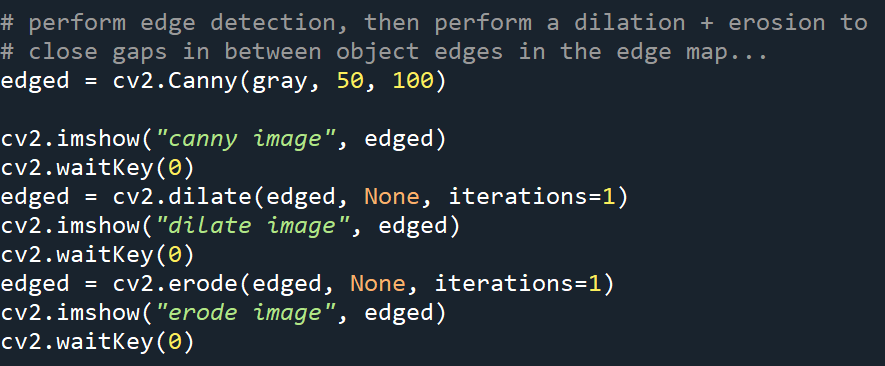 # perform edge detection, then perform a dilation + erosion to
# close gaps in between object edges in the edge map...
edged = cv2.Canny(gray, 50, 100)
cv2.imshow("canny image", edged)
cv2.waitKey(0)
edged = cv2.dilate(edged, None, iterations=1)
cv2.imshow("dilate image", edged)
cv2.waitKey(0)
edged = cv2.erode(edged, None, iterations=1)
cv2.imshow("erode image", edged)
cv2.waitKey(0)